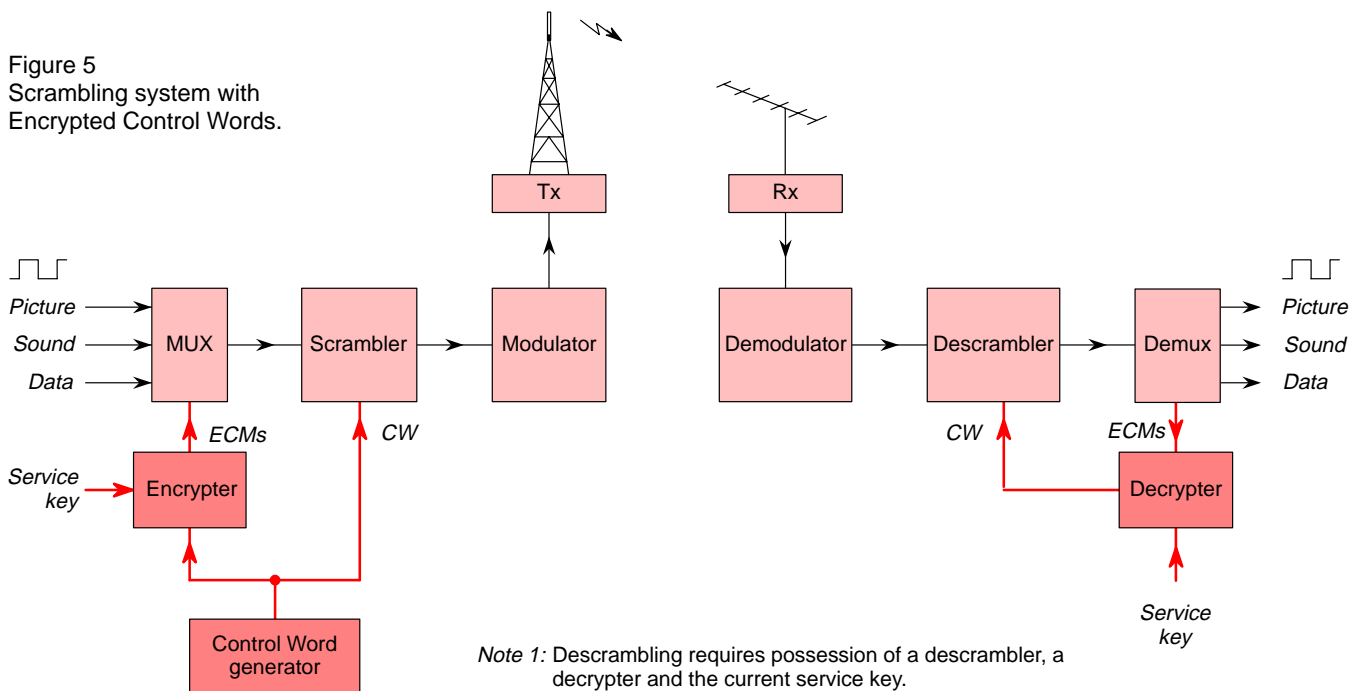 Figure 5
Scrambling system with
Encrypted Control Words.
Tx
Rx
Picture
Sound
Data
MUX
Scrambler
Modulator
Demodulator
Descrambler
Demux
Picture
Sound
Data
ECMs
CW
CW
ECMs
Service
key
Encrypter
Decrypter
Service
key
Control Word
generator
Note 1: Descrambling requires possession of a descrambler, a
decrypter and the current service key.